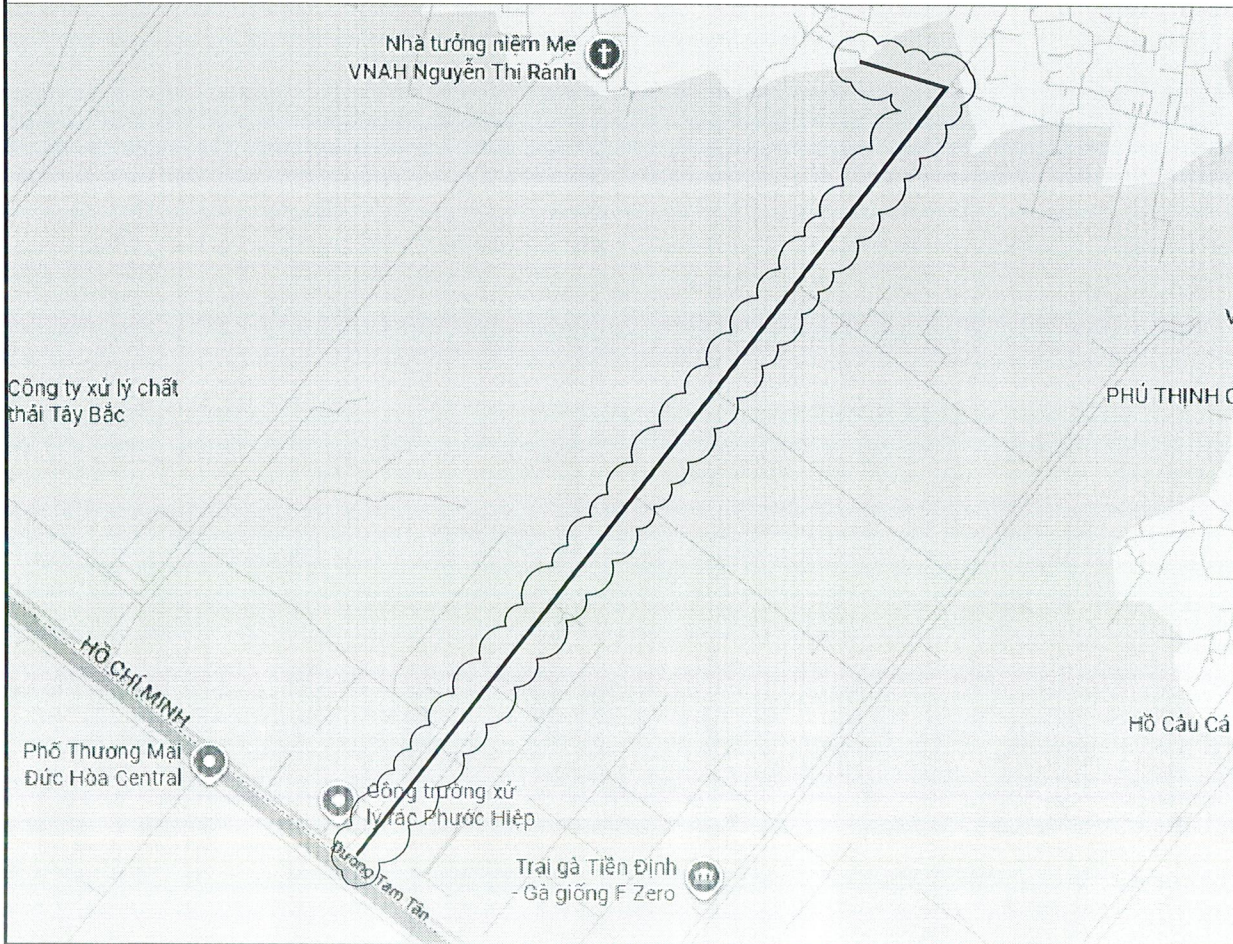 Nhà tưởng niệm Mẹ
VNAH Nguyễn Thị Rành
Công ty xử lý chất
thải Tây Bắc
PHÚ THỊNH
HỒ CHÍ MINH
Hồ Câu Cá
Phố Thương Mại
Đức Hòa Central
Công trường xử
lý rác Phước Hiệp
Đường Tam Tân
Trại gà Tiền Định
- Gà giống F Zero